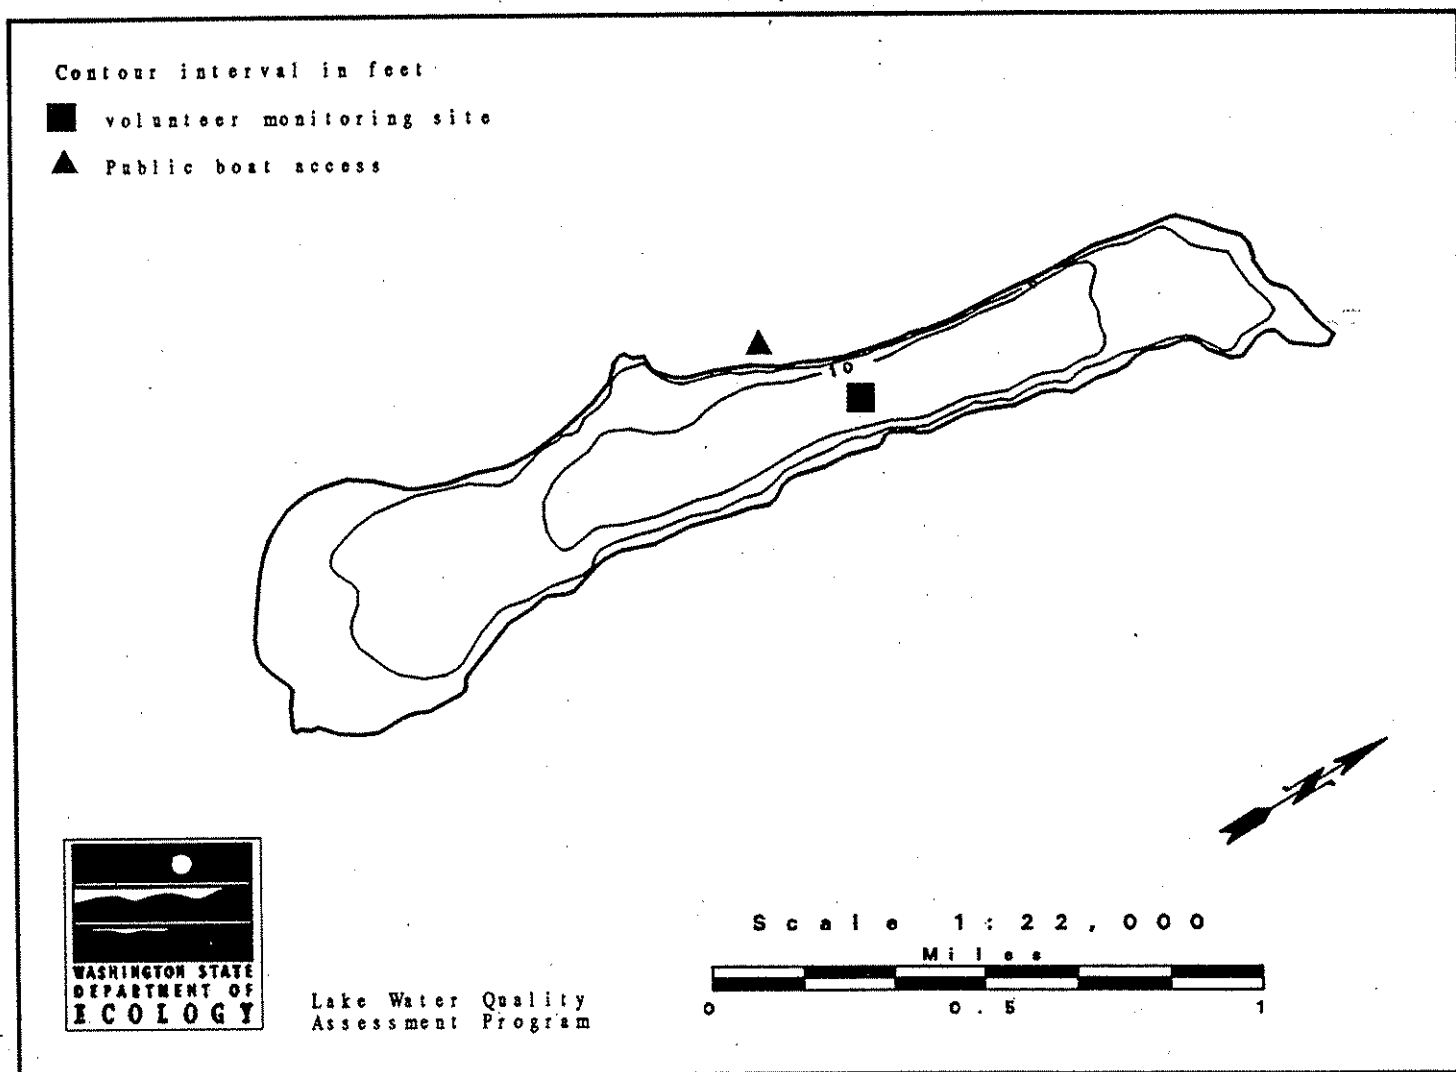 Contour interval in feet
volunteer monitoring site
Public boat access
10
N
Scale 1:22,000
Miles
0 0.5 1
WASHINGTON STATE
DEPARTMENT OF
ECOLOGY
Lake Water Quality
Assessment Program